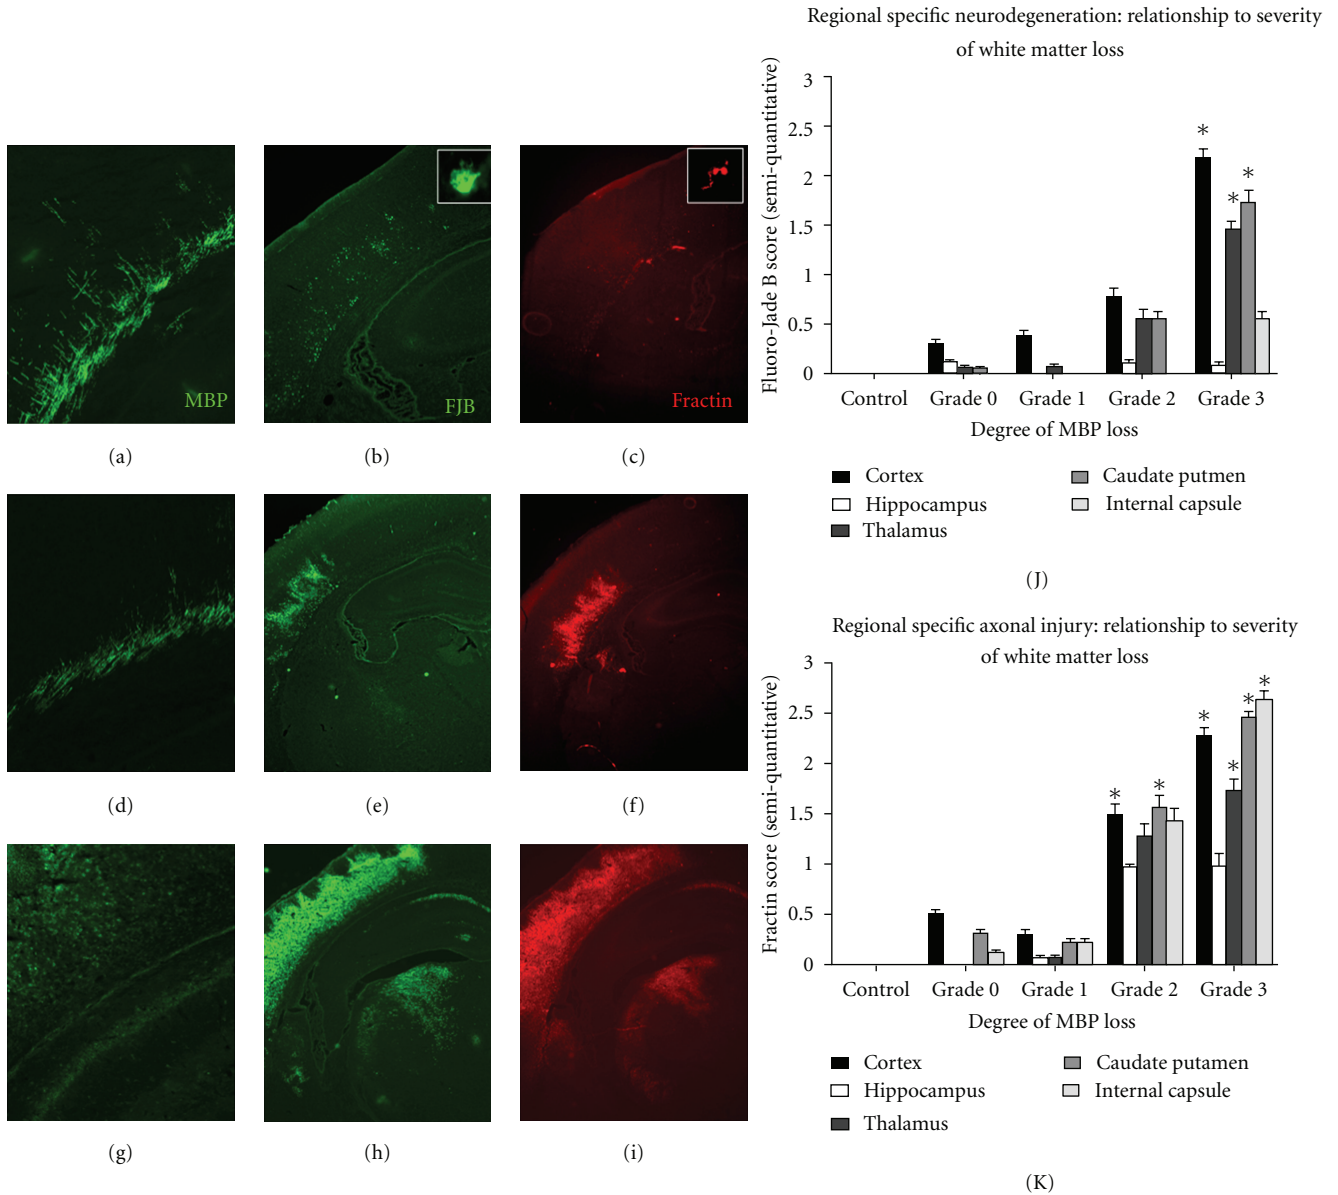 MBP
FJB
Fractin
(a)
(b)
(c)
(d)
(e)
(f)
(g)
(h)
(i)
Regional specific neurodegeneration: relationship to severity
of white matter loss
Fluoro-Jade B score (semi-quantitative)
3
2.5
2
1.5
1
0.5
0
*
*
*
Control
Grade 0
Grade 1
Grade 2
Grade 3
Degree of MBP loss
Cortex
Hippocampus
Thalamus
Caudate putmen
Internal capsule
(J)
Regional specific axonal injury: relationship to severity
of white matter loss
Fractin score (semi-quantitative)
3
2.5
2
1.5
1
0.5
0
*
*
*
*
*
*
Control
Grade 0
Grade 1
Grade 2
Grade 3
Degree of MBP loss
Cortex
Hippocampus
Thalamus
Caudate putamen
Internal capsule
(K)